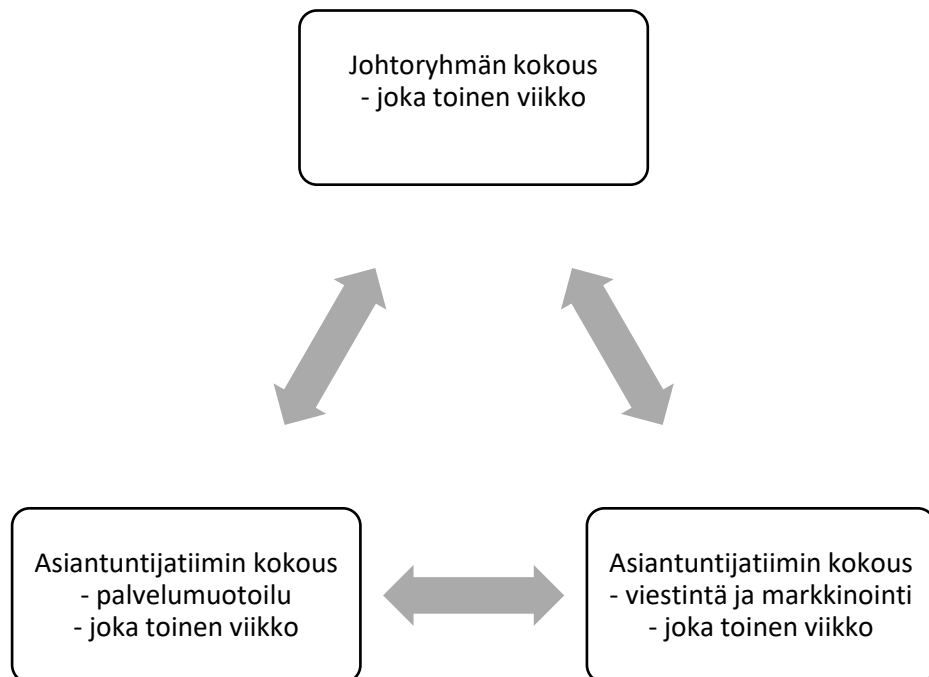 Johtoryhmän kokous
- joka toinen viikko
Asiantuntijatiimin kokous
- palvelumuotoilu
- joka toinen viikko
Asiantuntijatiimin kokous
- viestintä ja markkinointi
- joka toinen viikko